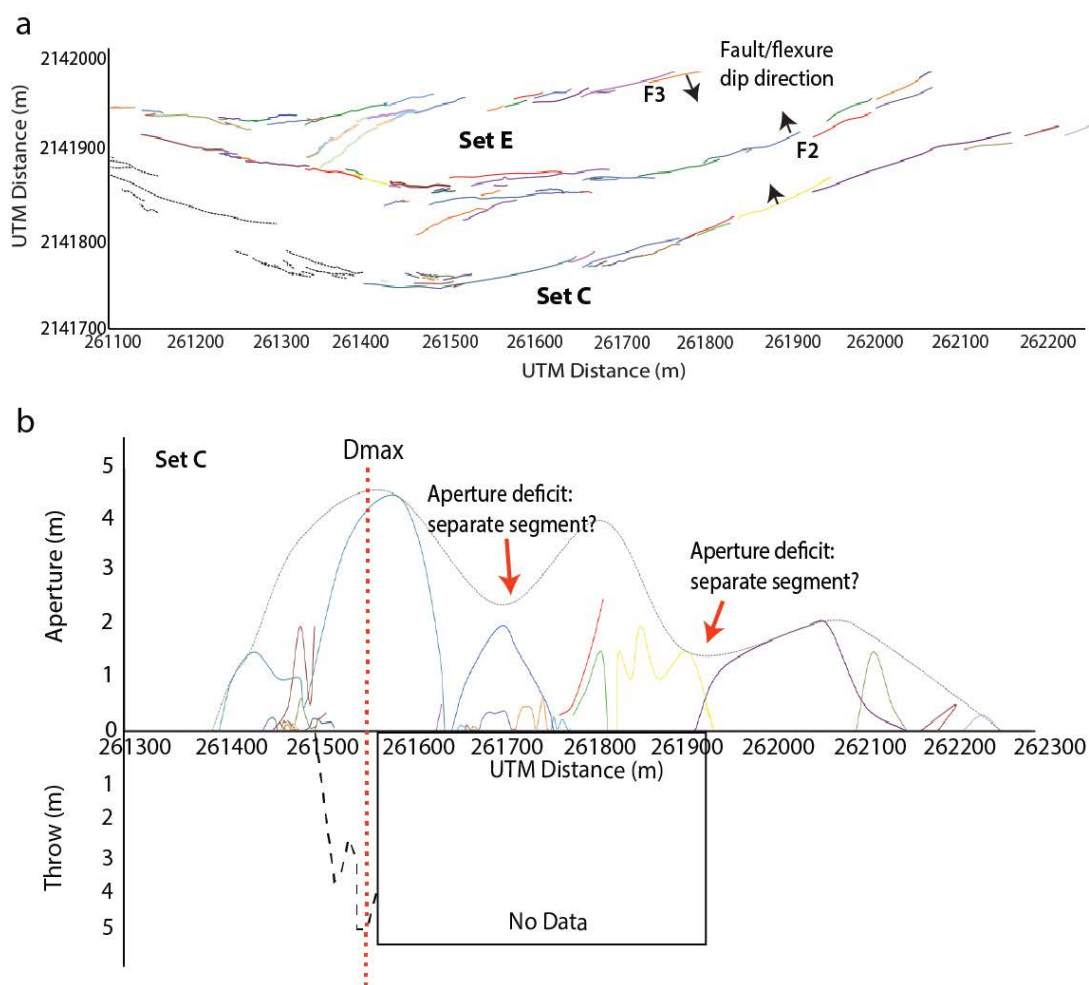 a
2142000
2141900
2141800
2141700
UTM Distance (m)
Fault/flexure
dip direction
F3
Set E
F2
Set C
261100 261200 261300 261400 261500 261600 261700 261800 261900 262000 262100 262200
UTM Distance (m)
b
Set C
Dmax
Aperture deficit:
separate segment?
Aperture deficit:
separate segment?
5
4
3
2
1
0
Aperture (m)
261300 261400 261500 261600 261700 261800 261900 262000 262100 262200 262300
UTM Distance (m)
1
2
3
4
5
Throw (m)
No Data